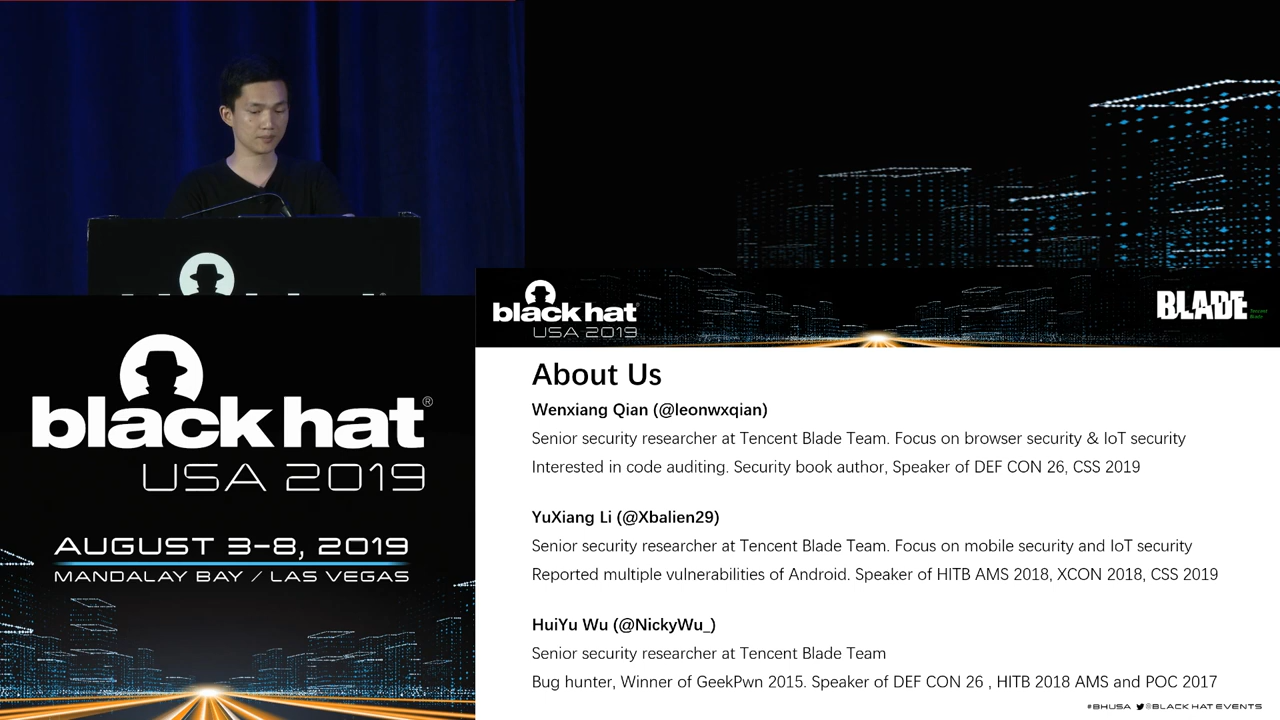 black hat®
USA 2019
AUGUST 3-8, 2019
MANDALAY BAY / LAS VEGAS
black hat®
USA 2019
BLADE
Tencent
Blade
About Us
Wenxiang Qian (@leonwxqian)
Senior security researcher at Tencent Blade Team. Focus on browser security & IoT security
Interested in code auditing. Security book author, Speaker of DEF CON 26, CSS 2019
YuXiang Li (@Xbalien29)
Senior security researcher at Tencent Blade Team. Focus on mobile security and IoT security
Reported multiple vulnerabilities of Android. Speaker of HITB AMS 2018, XCON 2018, CSS 2019
HuiYu Wu (@NickyWu_)
Senior security researcher at Tencent Blade Team
Bug hunter, Winner of GeekPwn 2015. Speaker of DEF CON 26 , HITB 2018 AMS and POC 2017
#BHUSA @BLACK HAT EVENTS